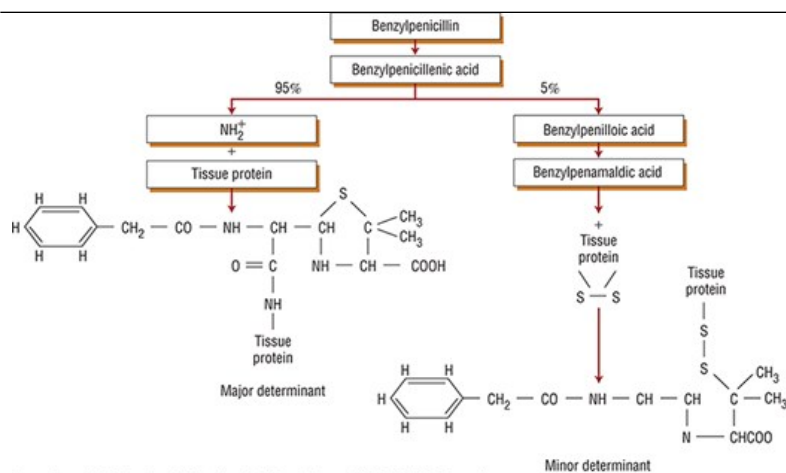 Benzylpenicillin
Benzylpenicillenic acid
95%
5%
NH₂⁺
+
Tissue protein
Benzylpenilloic acid
Benzylpenamaldic acid
H H
H
H H
CH₂ — CO — NH — CH — CH
S
C
CH₃
CH₃
O = C
NH — CH — COOH
NH
Tissue
protein
Major determinant
+
Tissue
protein
S — S
Tissue
protein
S
S
H H
H
H H
CH₂ — CO — NH — CH — CH
C — CH₃
CH₃
N — CHCOO
Minor determinant